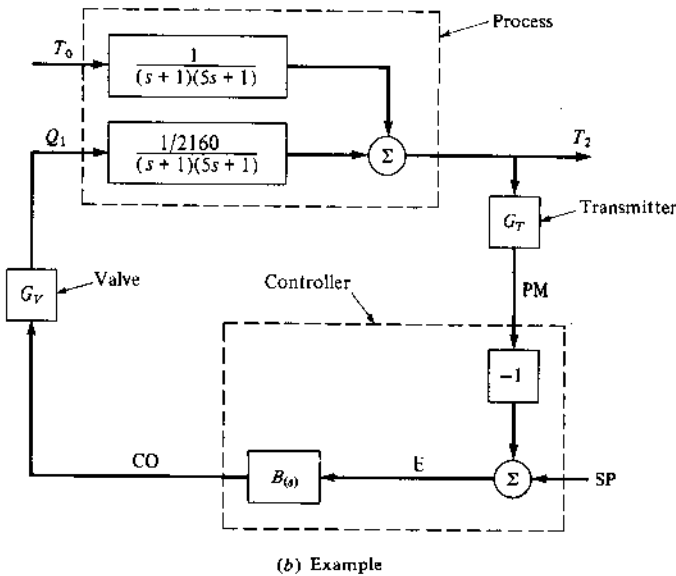 Process
T₀
1
(s + 1)(5s + 1)
Q₁
1/2160
(s + 1)(5s + 1)
Σ
T₂
G_T
Transmitter
G_V
Valve
Controller
PM
−1
CO
B₍ₛ₎
E
Σ
SP
(b) Example